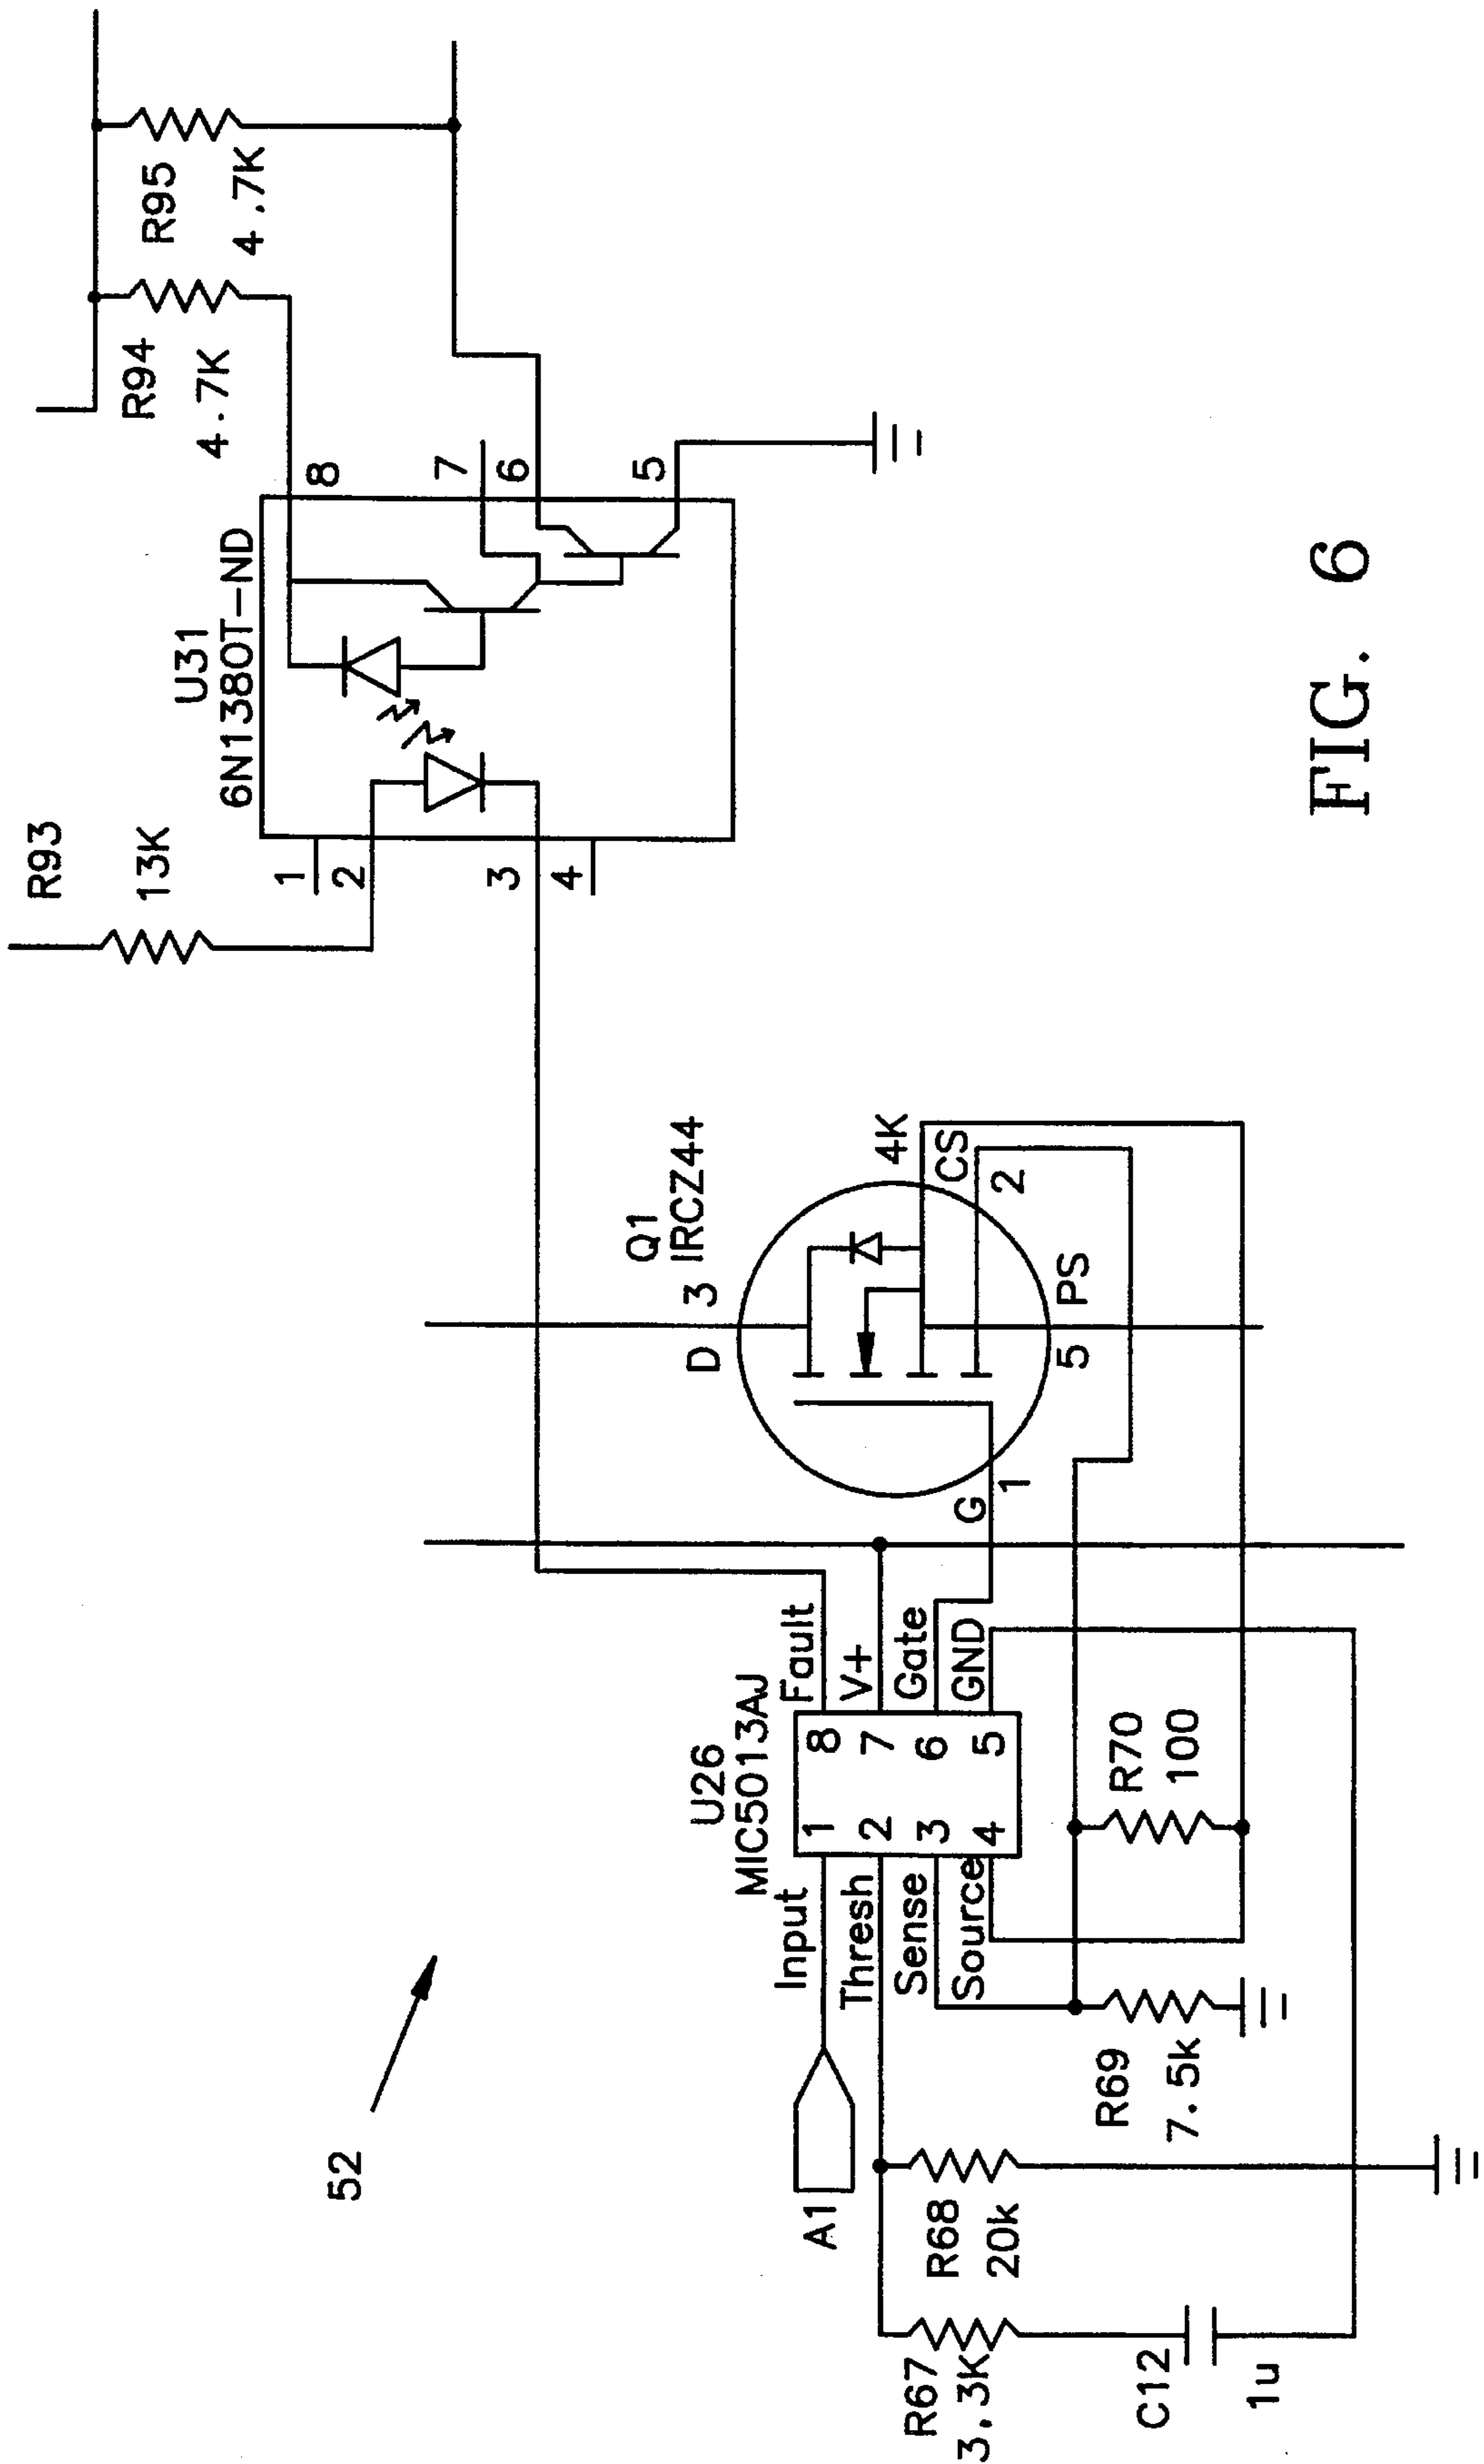 52
A1
R67
3.3K
C12
1u
R68
20k
R69
7.5k
R70
100
U26
MIC5013AJ
Input
Thresh
Sense
Source
1
2
3
4
8
7
6
5
Fault
V+
Gate
GND
Q1
IRCZ44
D
3
G
1
4K
CS
2
PS
5
R93
13K
U31
6N138OT-ND
1
2
3
4
8
7
6
5
R94
4.7K
R95
4.7K
FIG. 6